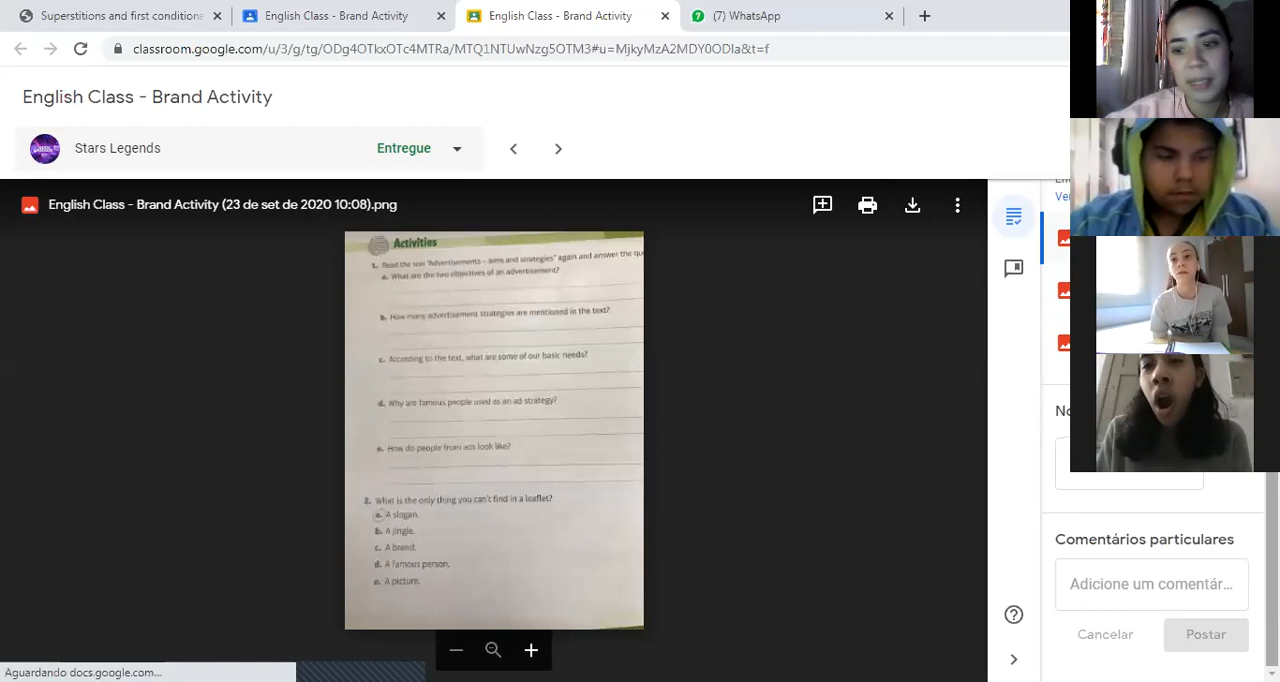 Superstitions and first conditiona
English Class - Brand Activity
English Class - Brand Activity
(7) WhatsApp
classroom.google.com/u/3/g/tg/
English Class - Brand Activity
Stars Legends
Entregue
English Class - Brand Activity (23 de set de 2020 10:09).png
Activities
1. Read the text "Advertisements - aims and strategies" again and answer the qu
a. What are the two objectives of an advertisement?
b. How many advertisement strategies are mentioned in the text?
c. According to the text, what are some of our basic needs?
d. Why are famous people used as an ad strategy?
e. How do people from ads look like?
2. What is the only thing you can't find in a leaflet?
a. A slogan.
b. A jingle.
c. A brand.
d. A famous person.
e. A picture.
Ver
No
Comentários particulares
Adicione um comentár...
Cancelar
Postar
Aguardando docs.google.com...